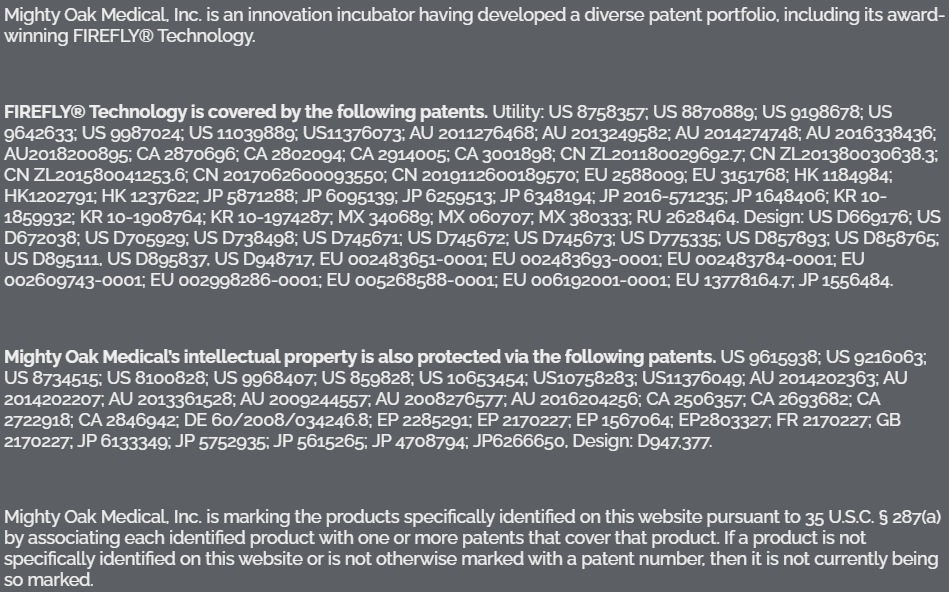 Mighty Oak Medical, Inc. is an innovation incubator having developed a diverse patent portfolio, including its award-
winning FIREFLY® Technology.
FIREFLY® Technology is covered by the following patents. Utility: US 8758357; US 8870889; US 9198678; US
9642633; US 9987024; US 11039889; US11376073; AU 2011276468; AU 2013249582; AU 2014274748; AU 2016338436;
AU2018200895; CA 2870696; CA 2802094; CA 2914005; CA 3001898; CN ZL201180029692.7; CN ZL201380030638.3;
CN ZL201580041253.6; CN 2017062600093550; CN 2019112600189570; EU 2588009; EU 3151768; HK 1184984;
HK1202791; HK 1237622; JP 5871288; JP 6095139; JP 6259513; JP 6348194; JP 2016-571235; JP 1648406; KR 10-
1859932; KR 10-1908764; KR 10-1974287; MX 340689; MX 060707; MX 380333; RU 2628464. Design: US D669176; US
D672038; US D705929; US D738498; US D745671; US D745672; US D745673; US D775335; US D857893; US D858765;
US D895111, US D895837, US D948717, EU 002483651-0001; EU 002483693-0001; EU 002483784-0001; EU
002609743-0001; EU 002998286-0001; EU 005268588-0001; EU 006192001-0001; EU 13778164.7; JP 1556484.
Mighty Oak Medical's intellectual property is also protected via the following patents. US 9615938; US 9216063;
US 8734515; US 8100828; US 9968407; US 859828; US 10653454; US10758283; US11376049; AU 2014202363; AU
2014202207; AU 2013361528; AU 2009244557; AU 2008276577; AU 2016204256; CA 2506357; CA 2693682; CA
2722918; CA 2846942; DE 60/2008/034246.8; EP 2285291; EP 2170227; EP 1567064; EP2803327; FR 2170227; GB
2170227; JP 6133349; JP 5752935; JP 5615265; JP 4708794; JP6266650, Design: D947,377.
Mighty Oak Medical, Inc. is marking the products specifically identified on this website pursuant to 35 U.S.C. § 287(a)
by associating each identified product with one or more patents that cover that product. If a product is not
specifically identified on this website or is not otherwise marked with a patent number, then it is not currently being
so marked.